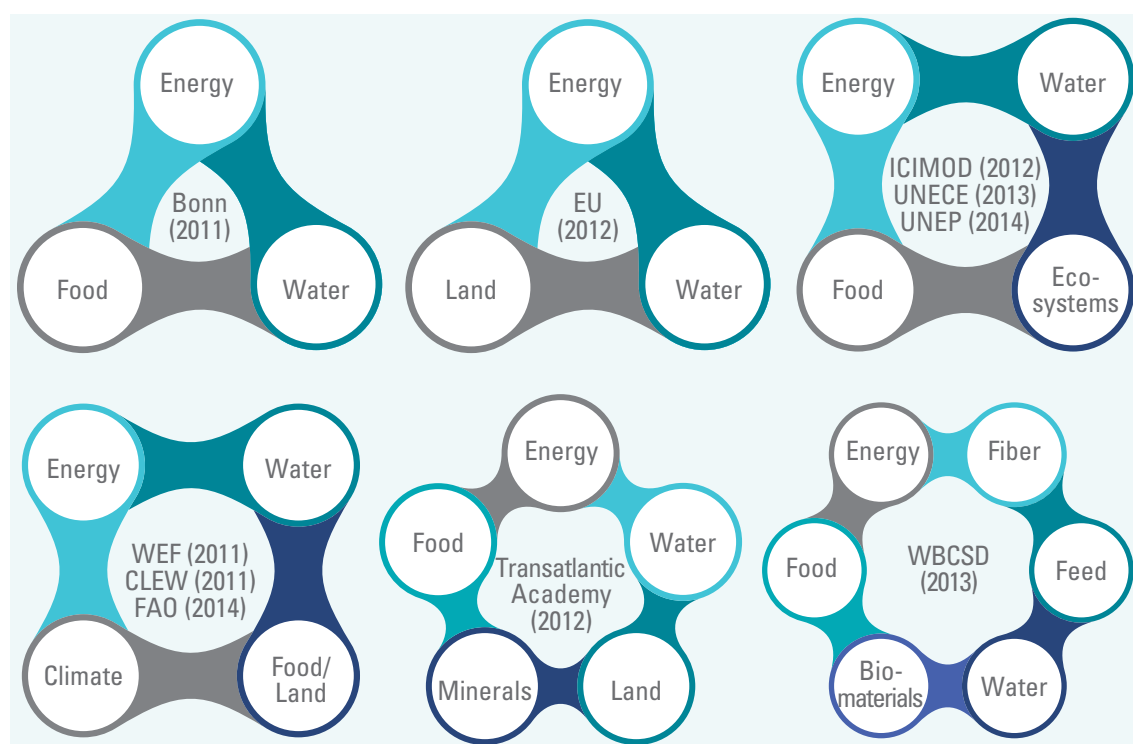 Energy
Bonn
(2011)
Food
Water
Energy
EU
(2012)
Land
Water
Energy
Water
ICIMOD (2012)
UNECE (2013)
UNEP (2014)
Food
Eco-
systems
Energy
Water
WEF (2011)
CLEW (2011)
FAO (2014)
Climate
Food/
Land
Energy
Food
Water
Transatlantic
Academy
(2012)
Minerals
Land
Energy
Fiber
Food
WBCSD
(2013)
Feed
Bio-
materials
Water